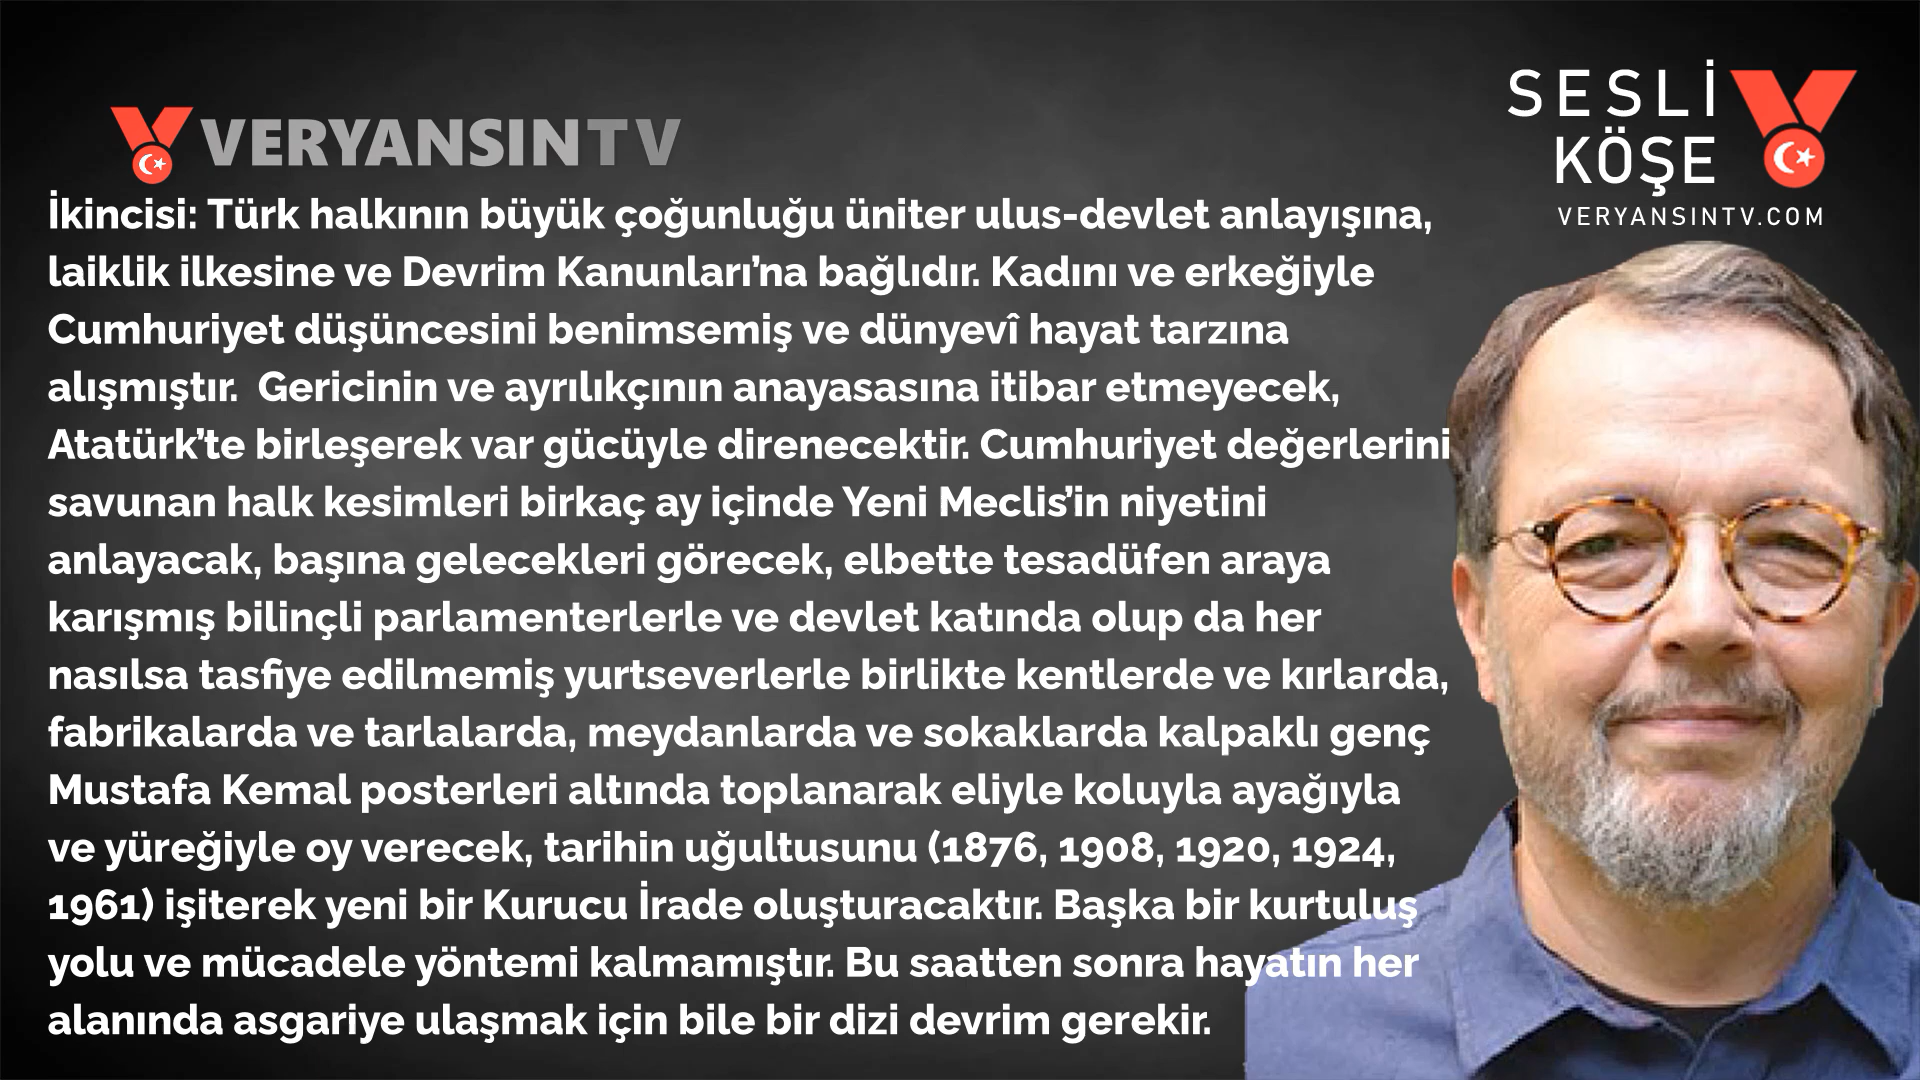 VERYANSINTV
SESLİ
KÖŞE
VERYANSINTV.COM
İkincisi: Türk halkının büyük çoğunluğu üniter ulus-devlet anlayışına,
laiklik ilkesine ve Devrim Kanunları’na bağlıdır. Kadını ve erkeğiyle
Cumhuriyet düşüncesini benimsemiş ve dünyevî hayat tarzına
alışmıştır.  Gericinin ve ayrılıkçının anayasasına itibar etmeyecek,
Atatürk’te birleşerek var gücüyle direnecektir. Cumhuriyet değerlerini
savunan halk kesimleri birkaç ay içinde Yeni Meclis’in niyetini
anlayacak, başına gelecekleri görecek, elbette tesadüfen araya
karışmış bilinçli parlamenterlerle ve devlet katında olup da her
nasılsa tasfiye edilmemiş yurtseverlerle birlikte kentlerde ve kırlarda,
fabrikalarda ve tarlalarda, meydanlarda ve sokaklarda kalpaklı genç
Mustafa Kemal posterleri altında toplanarak eliyle koluyla ayağıyla
ve yüreğiyle oy verecek, tarihin uğultusunu (1876, 1908, 1920, 1924,
1961) işiterek yeni bir Kurucu İrade oluşturacaktır. Başka bir kurtuluş
yolu ve mücadele yöntemi kalmamıştır. Bu saatten sonra hayatın her
alanında asgariye ulaşmak için bile bir dizi devrim gerekir.